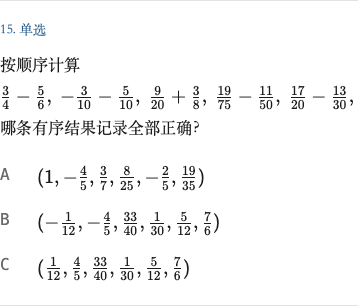 15. 单选
按顺序计算
3/4 − 5/6, −3/10 − 5/10, 9/20 + 3/8, 19/75 − 11/50, 17/20 − 13/30,
哪条有序结果记录全部正确?
A (1, −4/5, 3/7, 8/25, −2/5, 19/35)
B (−1/12, −4/5, 33/40, 1/30, 5/12, 7/6)
C (1/12, 4/5, 33/40, 1/30, 5/12, 7/6)